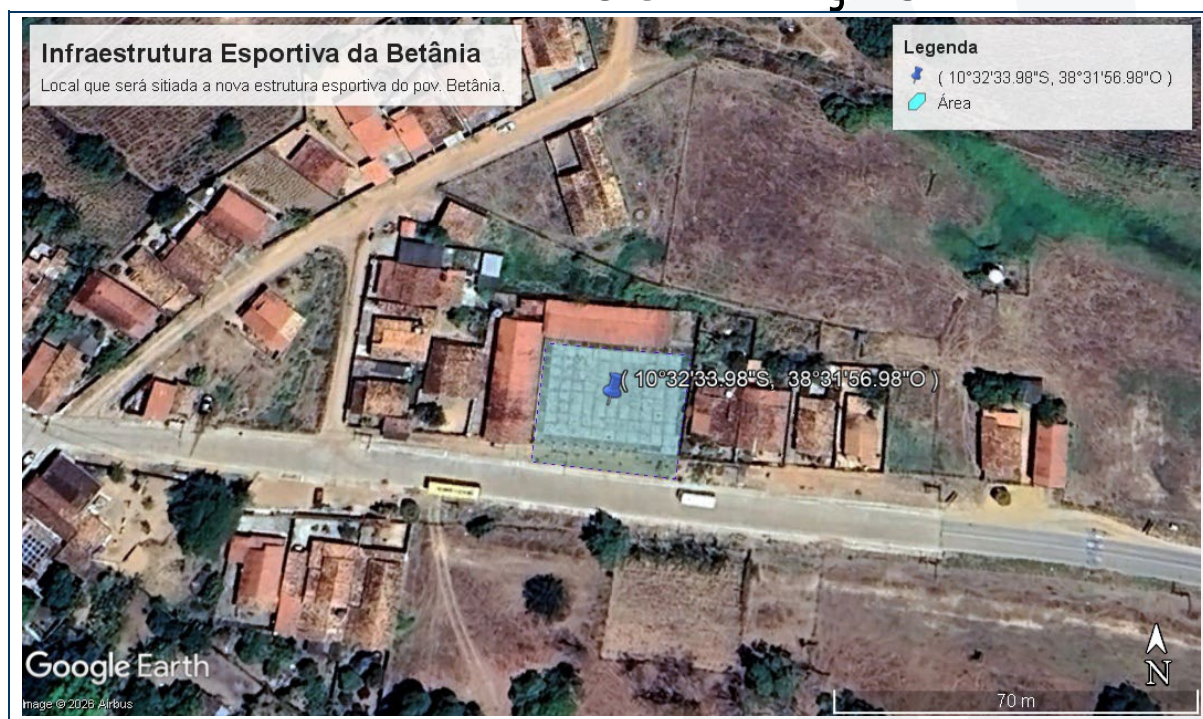 Infraestrutura Esportiva da Betânia
Local que será sitiada a nova estrutura esportiva do pov. Betânia.
Legenda
( 10°32'33.98"S, 38°31'56.98"O )
Área
( 10°32'33.98"S, 38°31'56.98"O )
Google Earth
Image © 2026 Airbus
N
70 m